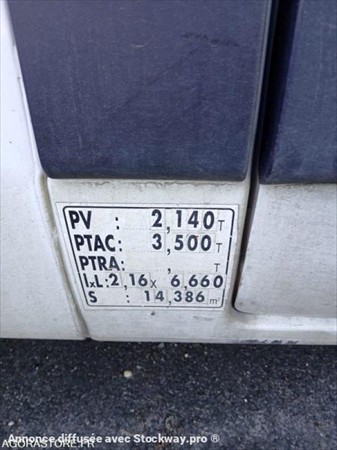 PV : 2,140 T
PTAC: 3,500 T
PTRA: , T
lxL:2,16x 6,660
S : 14,386 m²
Annonce diffusée avec Stockway.pro ®
AGORASTORE.FR